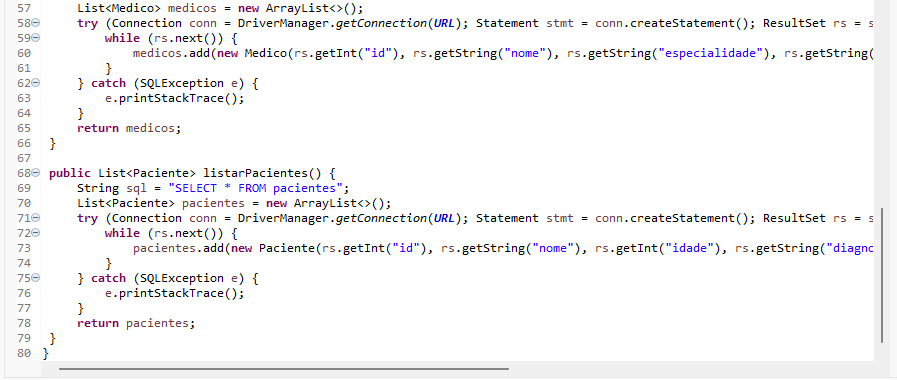 57 List<Medico> medicos = new ArrayList<>();
58 try (Connection conn = DriverManager.getConnection(URL); Statement stmt = conn.createStatement(); ResultSet rs = s
59 while (rs.next()) {
60 medicos.add(new Medico(rs.getInt("id"), rs.getString("nome"), rs.getString("especialidade"), rs.getString(
61 }
62 } catch (SQLException e) {
63 e.printStackTrace();
64 }
65 return medicos;
66 }
67
68 public List<Paciente> listarPacientes() {
69 String sql = "SELECT * FROM pacientes";
70 List<Paciente> pacientes = new ArrayList<>();
71 try (Connection conn = DriverManager.getConnection(URL); Statement stmt = conn.createStatement(); ResultSet rs = s
72 while (rs.next()) {
73 pacientes.add(new Paciente(rs.getInt("id"), rs.getString("nome"), rs.getInt("idade"), rs.getString("diagno
74 }
75 } catch (SQLException e) {
76 e.printStackTrace();
77 }
78 return pacientes;
79 }
80 }